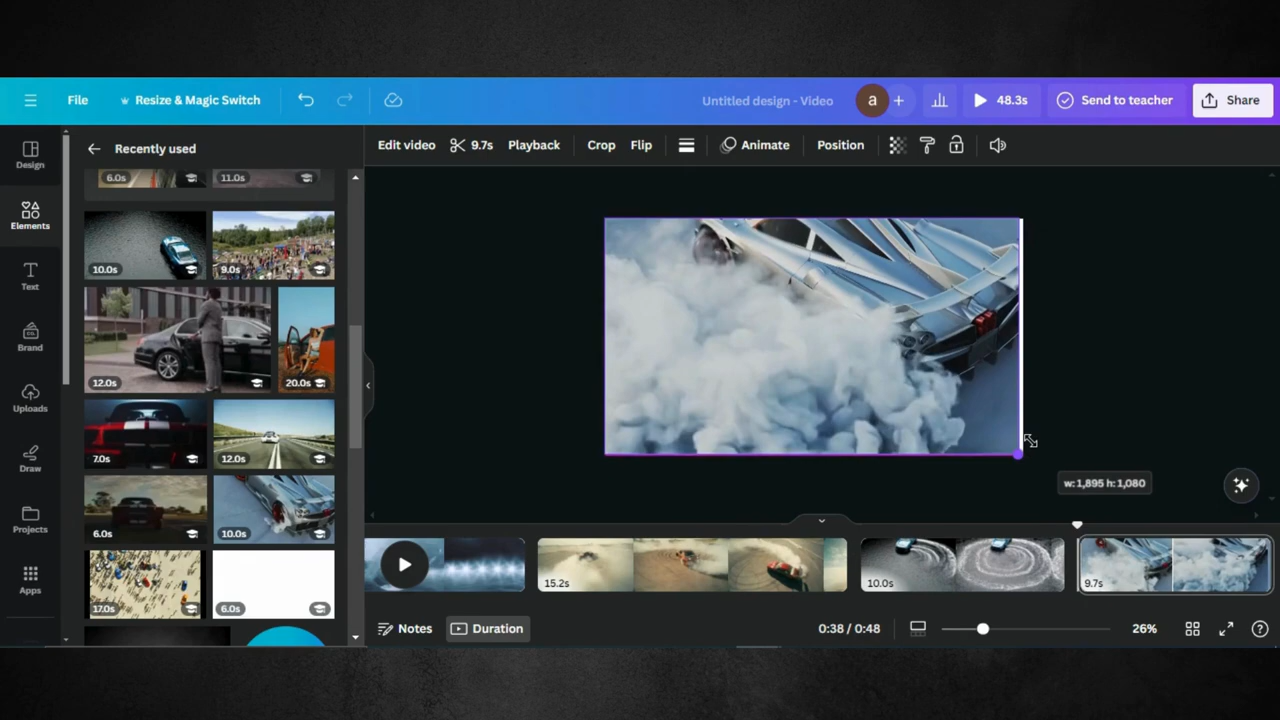 File
Resize & Magic Switch
Untitled design - Video
a
+
48.3s
Send to teacher
Share
Design
Elements
Text
Brand
Uploads
Draw
Projects
Apps
Recently used
6.0s
11.0s
10.0s
9.0s
12.0s
20.0s
7.0s
12.0s
6.0s
10.0s
17.0s
6.0s
Edit video
9.7s
Playback
Crop
Flip
Animate
Position
w:1,895 h:1,080
15.2s
10.0s
9.7s
Notes
Duration
0:38 / 0:48
26%
?